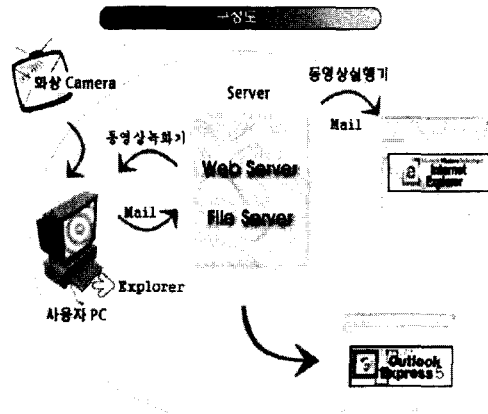 구성도
화상 Camera
동영상실행기
Server
Mail
동영상녹화기
Web Server
Internet
Explorer
Mail
File Server
Explorer
사용자 PC
Outlook
Express 5